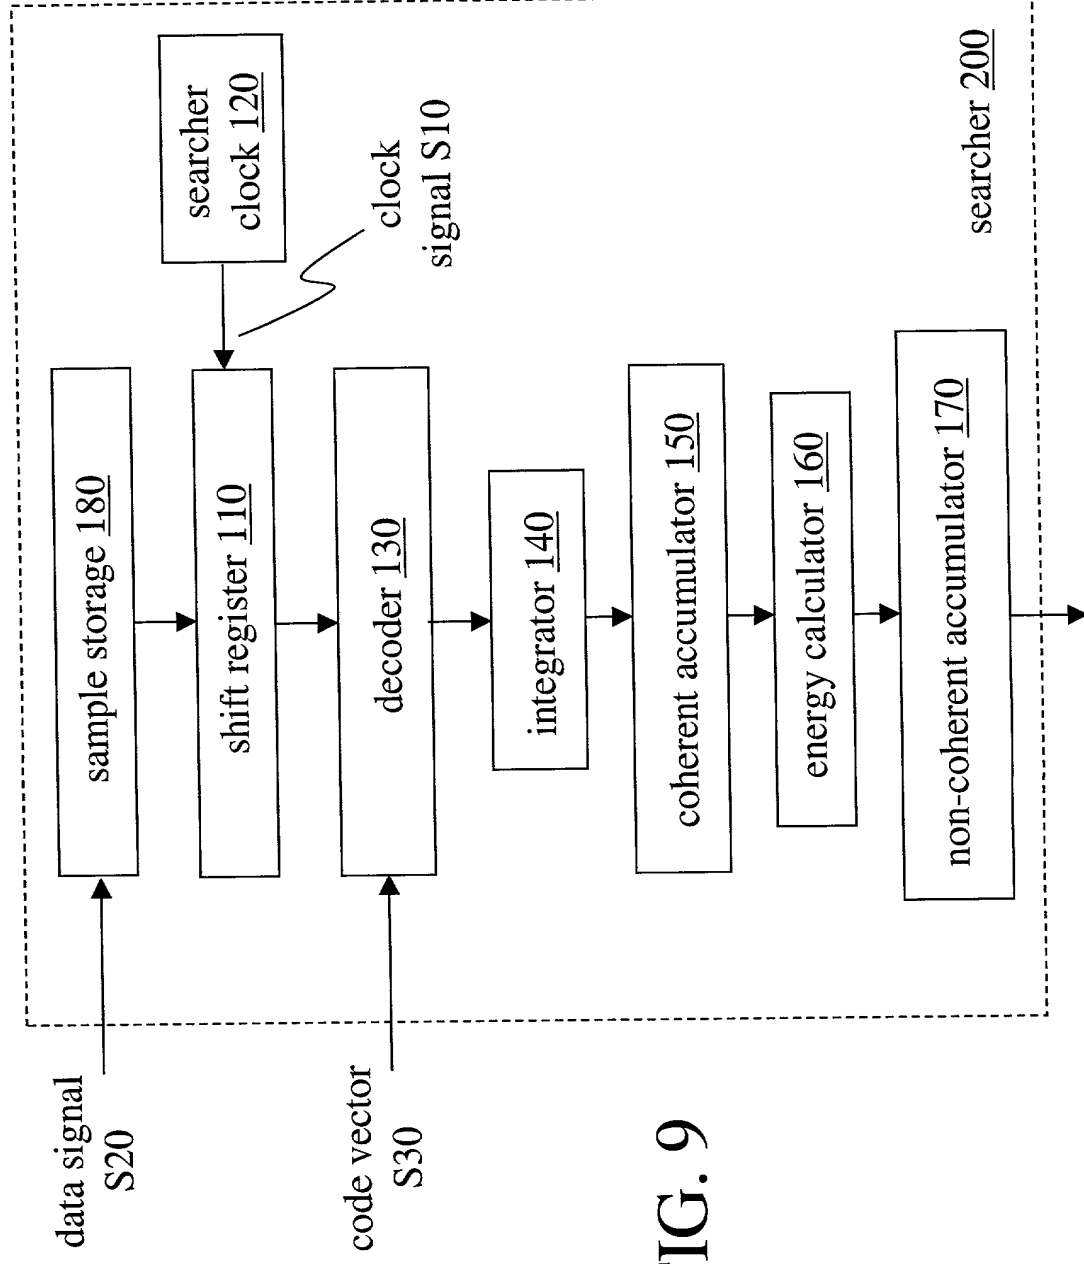 data signal
S20
sample storage 180
shift register 110
searcher
clock 120
clock
signal S10
code vector
S30
decoder 130
integrator 140
coherent accumulator 150
energy calculator 160
non-coherent accumulator 170
searcher 200
IG. 9